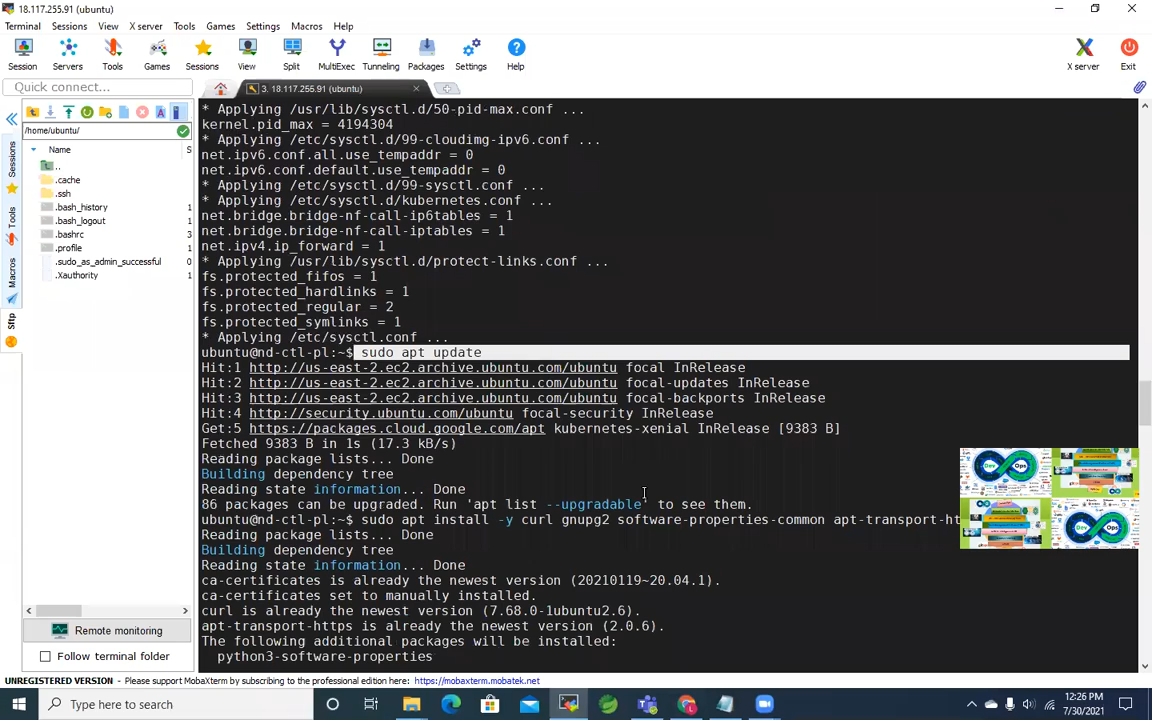 18.117.255.91 (ubuntu)
Terminal Sessions View X server Tools Games Settings Macros Help
Session Servers Tools Games Sessions View Split MultiExec Tunneling Packages Settings Help X server Exit
Quick connect...
3. 18.117.255.91 (ubuntu)
/home/ubuntu/
Name S
..
.cache
.ssh
.bash_history 1
.bash_logout 1
.bashrc 3
.profile 1
.sudo_as_admin_successful 0
.Xauthority 1
Sessions
Tools
Macros
Sftp
Remote monitoring
Follow terminal folder
* Applying /usr/lib/sysctl.d/50-pid-max.conf ...
kernel.pid_max = 4194304
* Applying /etc/sysctl.d/99-cloudimg-ipv6.conf ...
net.ipv6.conf.all.use_tempaddr = 0
net.ipv6.conf.default.use_tempaddr = 0
* Applying /etc/sysctl.d/99-sysctl.conf ...
* Applying /etc/sysctl.d/kubernetes.conf ...
net.bridge.bridge-nf-call-ip6tables = 1
net.bridge.bridge-nf-call-iptables = 1
net.ipv4.ip_forward = 1
* Applying /usr/lib/sysctl.d/protect-links.conf ...
fs.protected_fifos = 1
fs.protected_hardlinks = 1
fs.protected_regular = 2
fs.protected_symlinks = 1
* Applying /etc/sysctl.conf ...
ubuntu@nd-ctl-pl:~$ sudo apt update
Hit:1 http://us-east-2.ec2.archive.ubuntu.com/ubuntu focal InRelease
Hit:2 http://us-east-2.ec2.archive.ubuntu.com/ubuntu focal-updates InRelease
Hit:3 http://us-east-2.ec2.archive.ubuntu.com/ubuntu focal-backports InRelease
Hit:4 http://security.ubuntu.com/ubuntu focal-security InRelease
Get:5 https://packages.cloud.google.com/apt kubernetes-xenial InRelease [9383 B]
Fetched 9383 B in 1s (17.3 kB/s)
Reading package lists... Done
Building dependency tree
Reading state information... Done
86 packages can be upgraded. Run 'apt list --upgradable' to see them.
ubuntu@nd-ctl-pl:~$ sudo apt install -y curl gnupg2 software-properties-common apt-transport-ht
Reading package lists... Done
Building dependency tree
Reading state information... Done
ca-certificates is already the newest version (20210119~20.04.1).
ca-certificates set to manually installed.
curl is already the newest version (7.68.0-1ubuntu2.6).
apt-transport-https is already the newest version (2.0.6).
The following additional packages will be installed:
python3-software-properties
UNREGISTERED VERSION - Please support MobaXterm by subscribing to the professional edition here: https://mobaxterm.mobatek.net
Type here to search
12:26 PM
7/30/2021